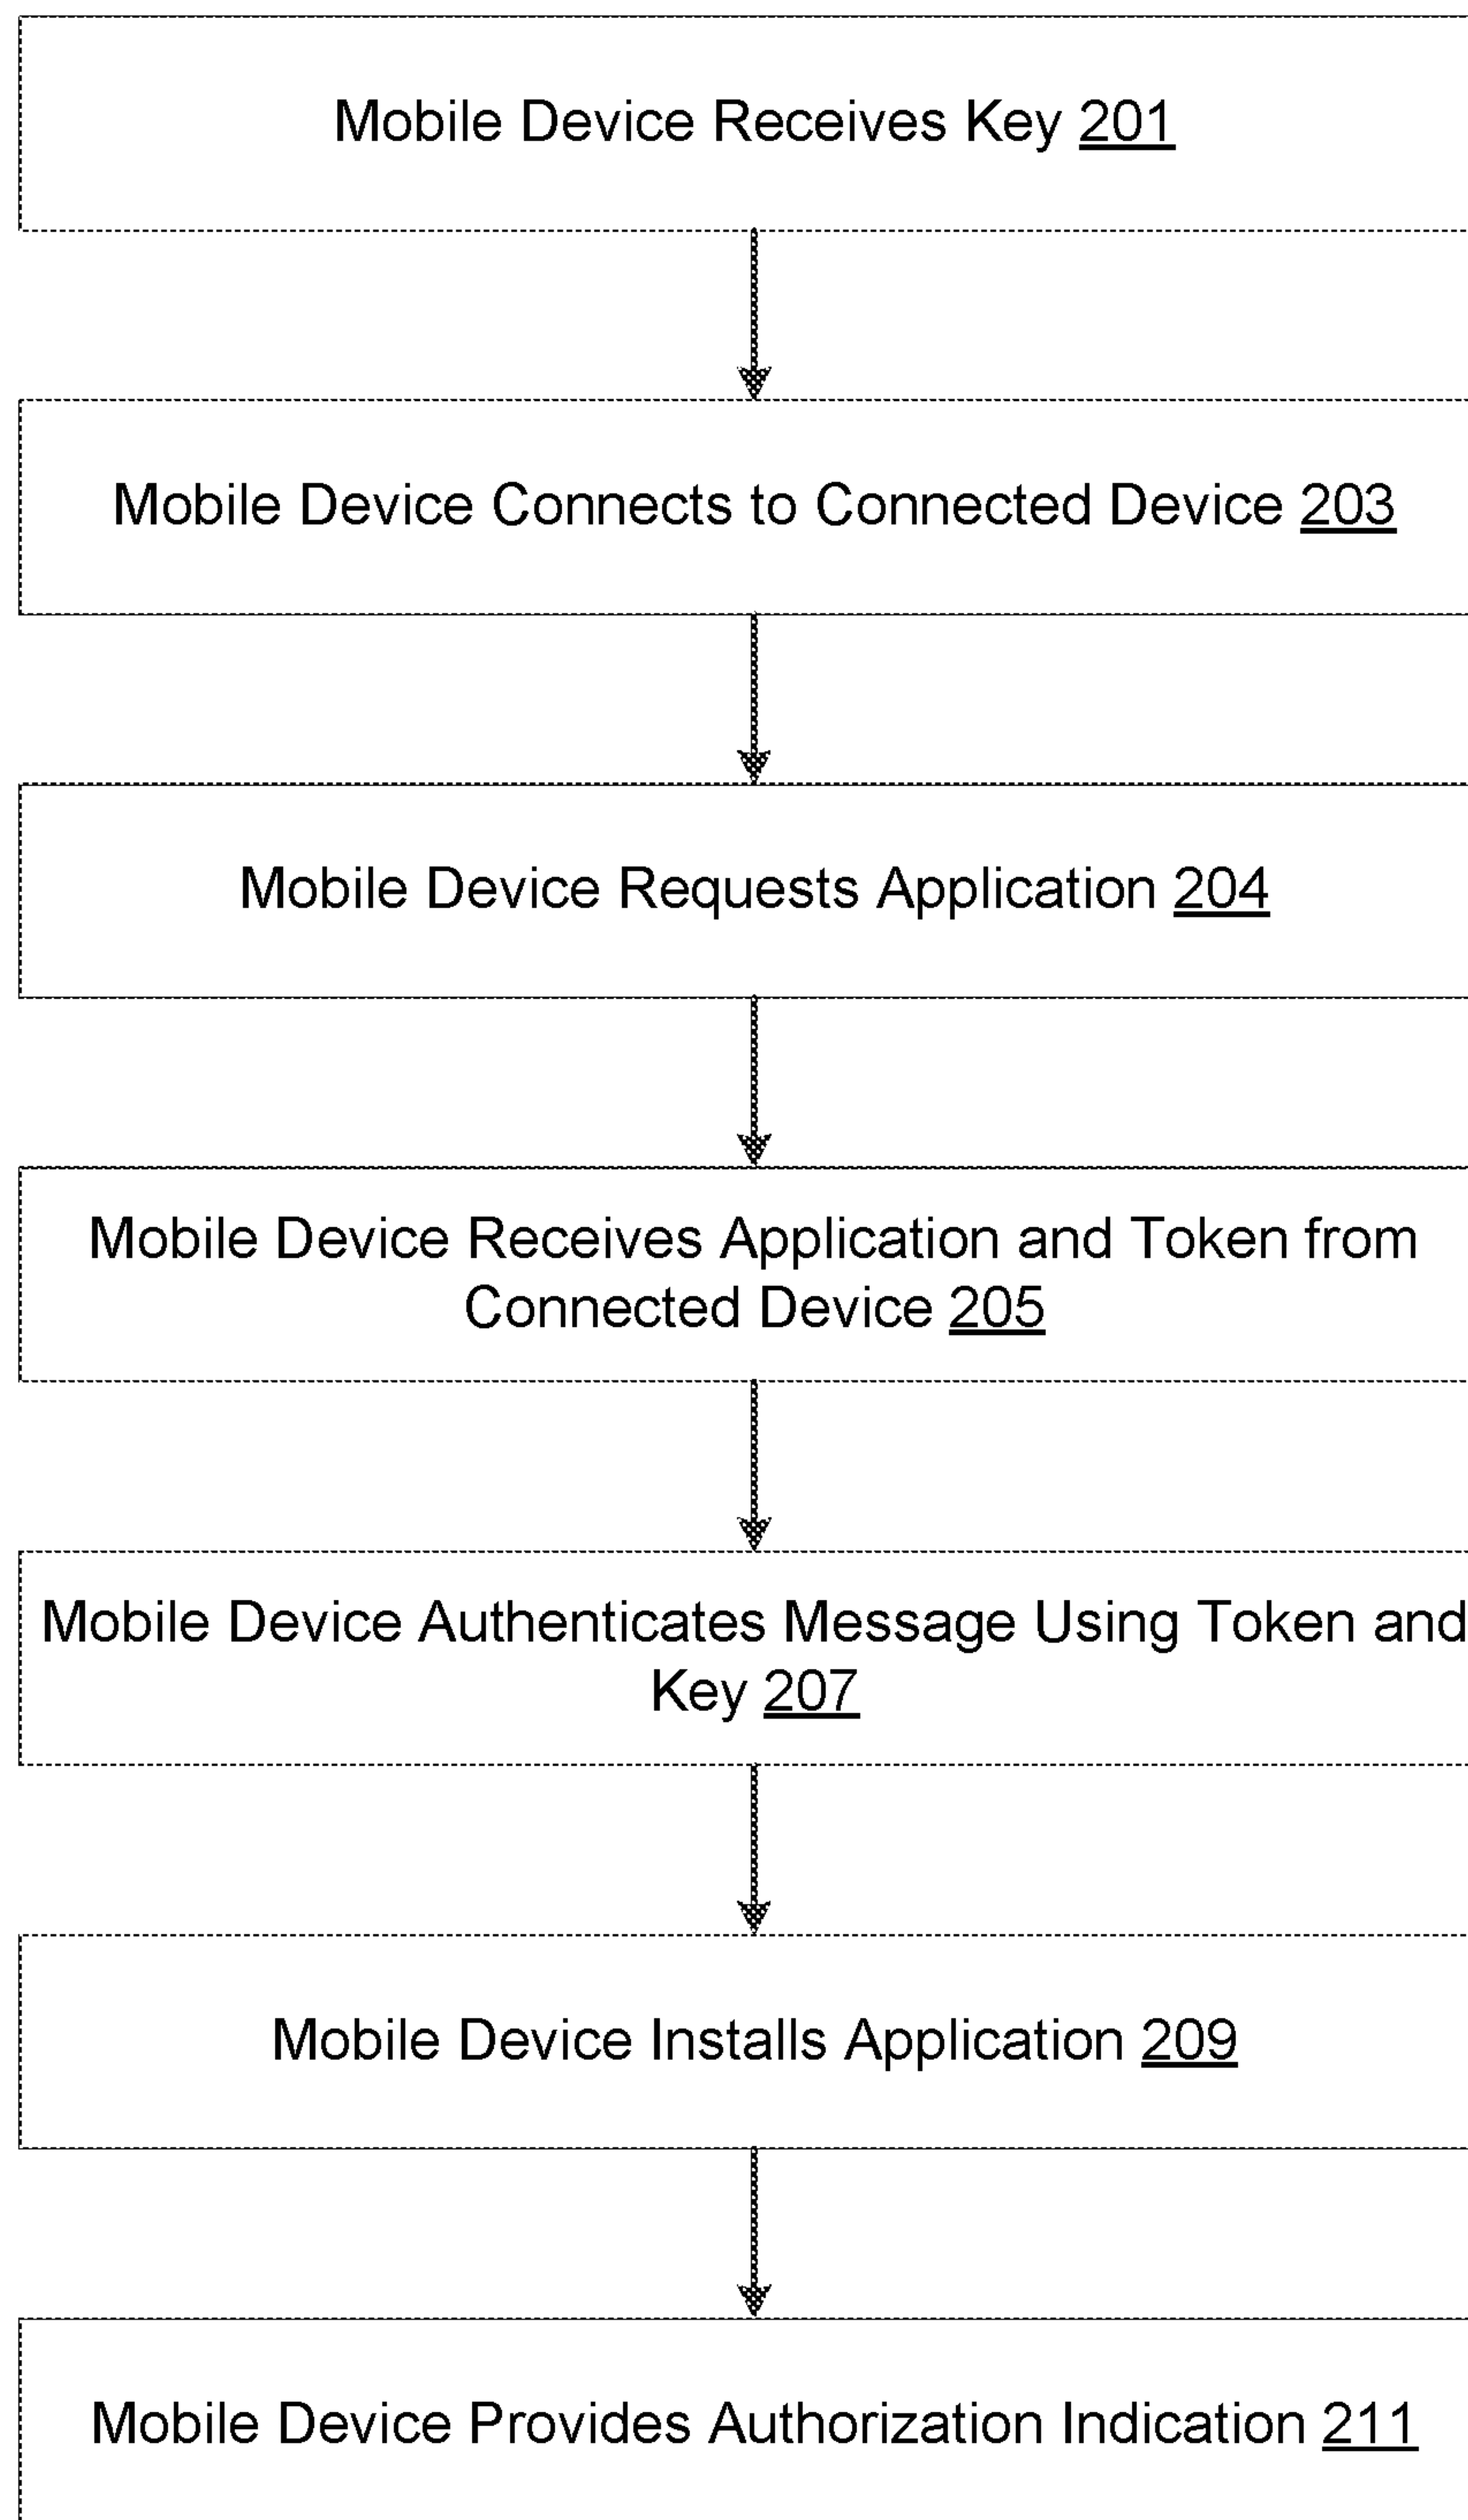 Mobile Device Receives Key 201
Mobile Device Connects to Connected Device 203
Mobile Device Requests Application 204
Mobile Device Receives Application and Token from
Connected Device 205
Mobile Device Authenticates Message Using Token and
Key 207
Mobile Device Installs Application 209
Mobile Device Provides Authorization Indication 211